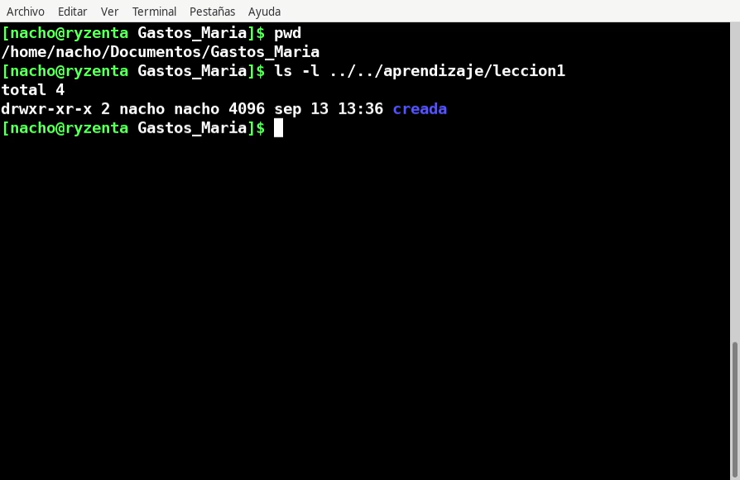 Archivo Editar Ver Terminal Pestañas Ayuda
[nacho@ryzenta Gastos_Maria]$ pwd
/home/nacho/Documentos/Gastos_Maria
[nacho@ryzenta Gastos_Maria]$ ls -l ../../aprendizaje/leccion1
total 4
drwxr-xr-x 2 nacho nacho 4096 sep 13 13:36 creada
[nacho@ryzenta Gastos_Maria]$